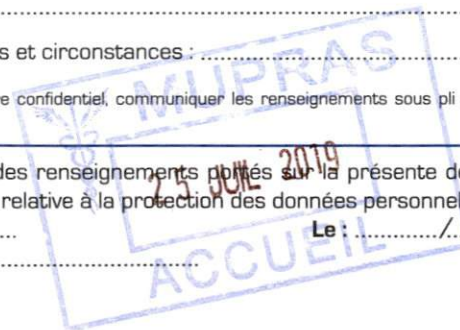 s et circonstances : ....................
e confidentiel, communiquer les renseignements sous pli
MUPRAS
des renseignements portés sur la présente d
25 JUIL 2019
relative à la protection des données personnel
... Le : ............/..
ACCUEIL